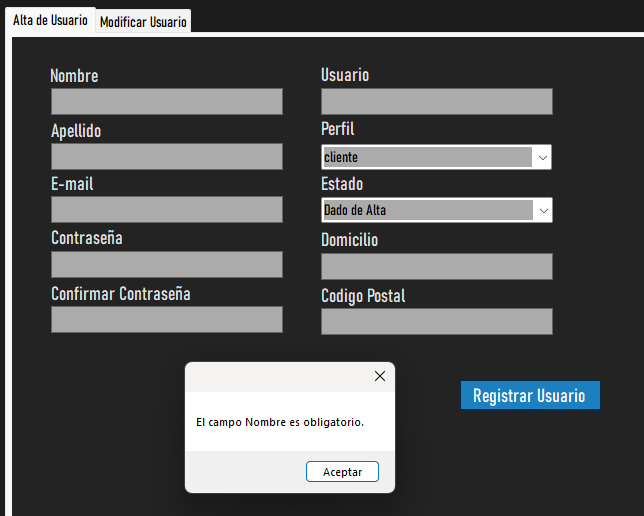 Alta de Usuario
Modificar Usuario
Nombre
Usuario
Apellido
Perfil
cliente
E-mail
Estado
Dado de Alta
Contraseña
Domicilio
Confirmar Contraseña
Codigo Postal
Registrar Usuario
El campo Nombre es obligatorio.
Aceptar